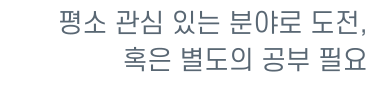 평소 관심 있는 분야로 도전,
혹은 별도의 공부 필요